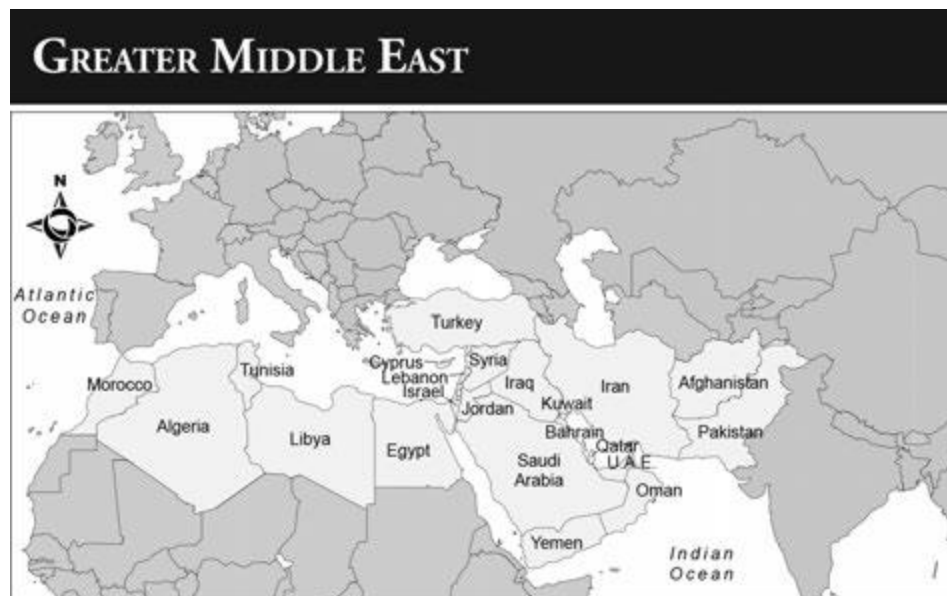 GREATER MIDDLE EAST
N
Atlantic
Ocean
Turkey
Cyprus
Syria
Tunisia
Lebanon
Morocco
Israel
Iraq
Iran
Afghanistan
Jordan
Kuwait
Algeria
Libya
Egypt
Bahrain
Pakistan
Qatar
Saudi
Arabia
U A E
Oman
Yemen
Indian
Ocean